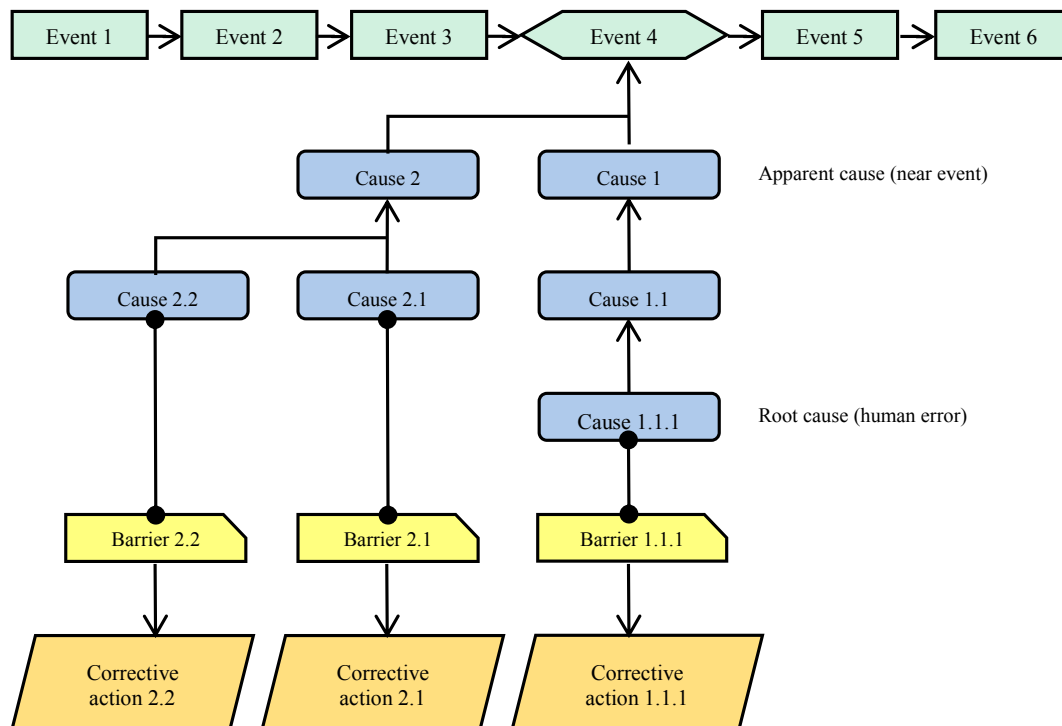 Event 1
Event 2
Event 3
Event 4
Event 5
Event 6
Cause 2
Cause 1
Apparent cause (near event)
Cause 2.2
Cause 2.1
Cause 1.1
Cause 1.1.1
Root cause (human error)
Barrier 2.2
Barrier 2.1
Barrier 1.1.1
Corrective
action 2.2
Corrective
action 2.1
Corrective
action 1.1.1